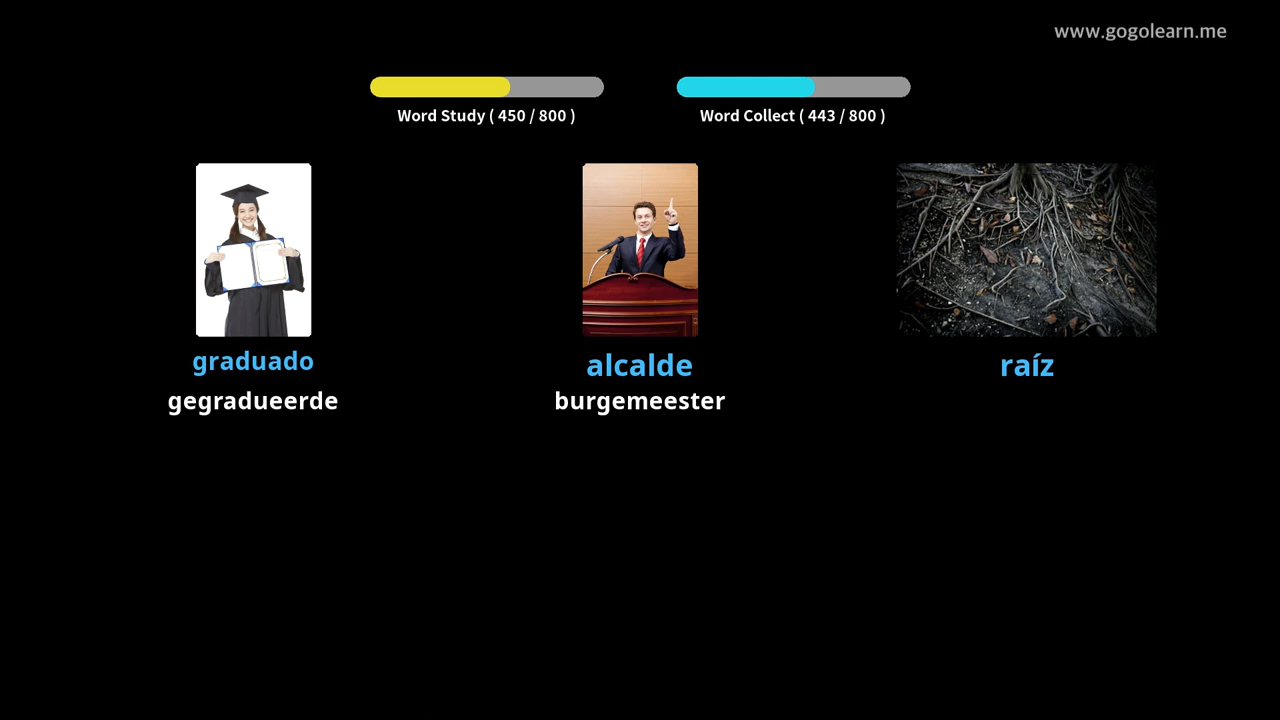 www.gogolearn.me
Word Study ( 450 / 800 )
Word Collect ( 443 / 800 )
graduado
gegradueerde
alcalde
burgemeester
raíz